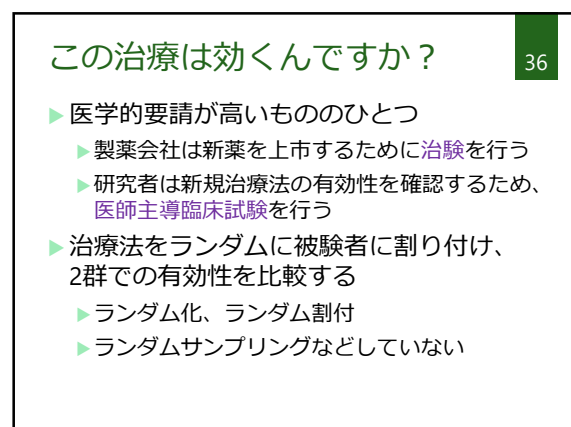 この治療は効くんですか？
36
医学的要請が高いもののひとつ
製薬会社は新薬を上市するために治験を行う
研究者は新規治療法の有効性を確認するため、
医師主導臨床試験を行う
治療法をランダムに被験者に割り付け、
2群での有効性を比較する
ランダム化、ランダム割付
ランダムサンプリングなどしていない